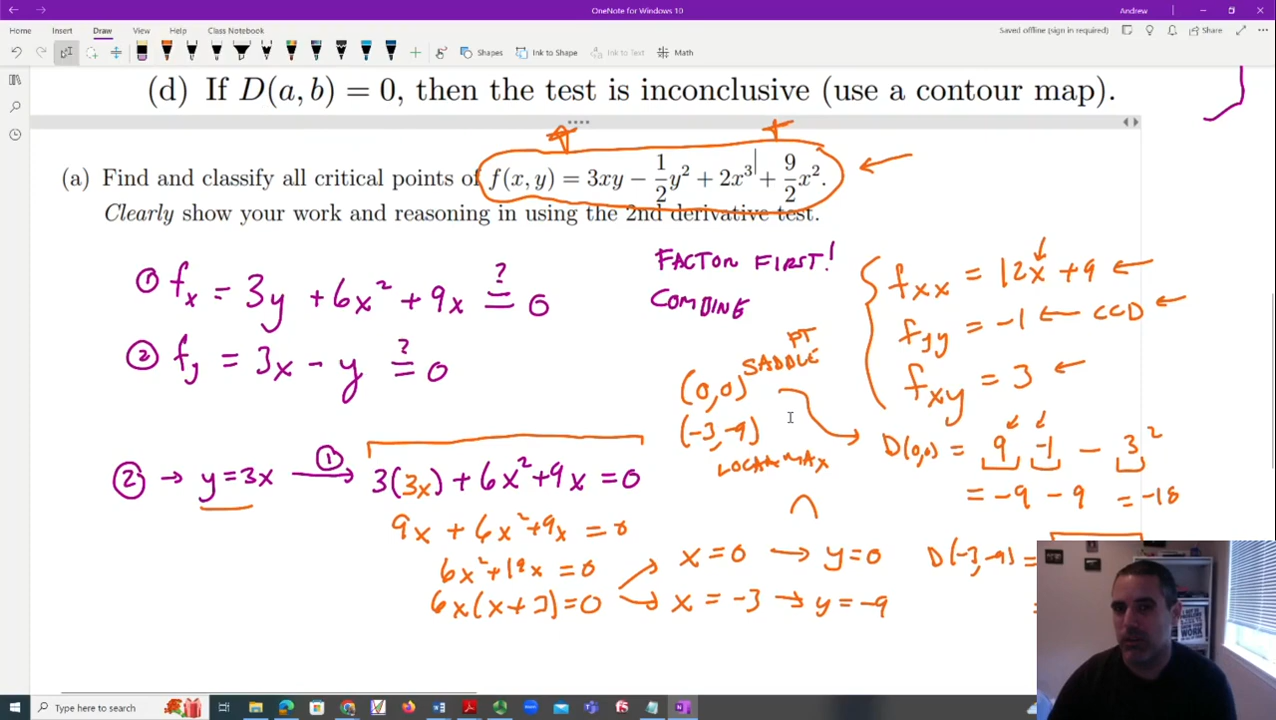 OneNote for Windows 10
Andrew
Home Insert Draw View Help Class Notebook
Saved offline (sign in required) Share
Shapes Ink to Shape Ink to Text Math
(d) If D(a, b) = 0, then the test is inconclusive (use a contour map).
(a) Find and classify all critical points of f(x, y) = 3xy − 1/2 y² + 2x³ + 9/2 x².
Clearly show your work and reasoning in using the 2nd derivative test.
① fx = 3y + 6x² + 9x ?= 0
② fy = 3x − y ?= 0
FACTOR FIRST!
COMBINE
fxx = 12x + 9 ←
fyy = −1 ← CCD ←
fxy = 3 ←
(0,0) SADDLE PT
(−3,−9)
LOCAL MAX
D(0,0) = 9 · −1 − 3²
= −9 − 9 = −18
② → y=3x —①→ 3(3x) + 6x² + 9x = 0
9x + 6x² + 9x = 0
6x² + 18x = 0
6x(x+3) = 0
x = 0 → y = 0
x = −3 → y = −9
D(−3,−9) =
=
Type here to search